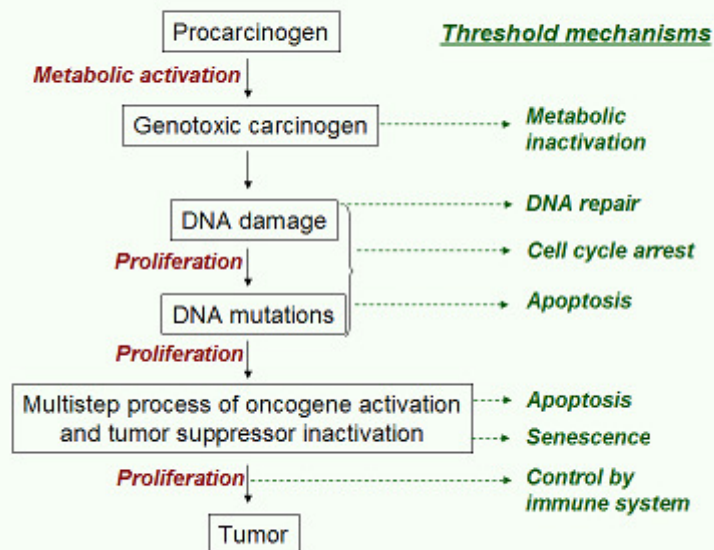 Procarcinogen
Threshold mechanisms
Metabolic activation
Genotoxic carcinogen
Metabolic
inactivation
DNA damage
DNA repair
Proliferation
Cell cycle arrest
DNA mutations
Apoptosis
Proliferation
Multistep process of oncogene activation
and tumor suppressor inactivation
Apoptosis
Senescence
Proliferation
Control by
immune system
Tumor